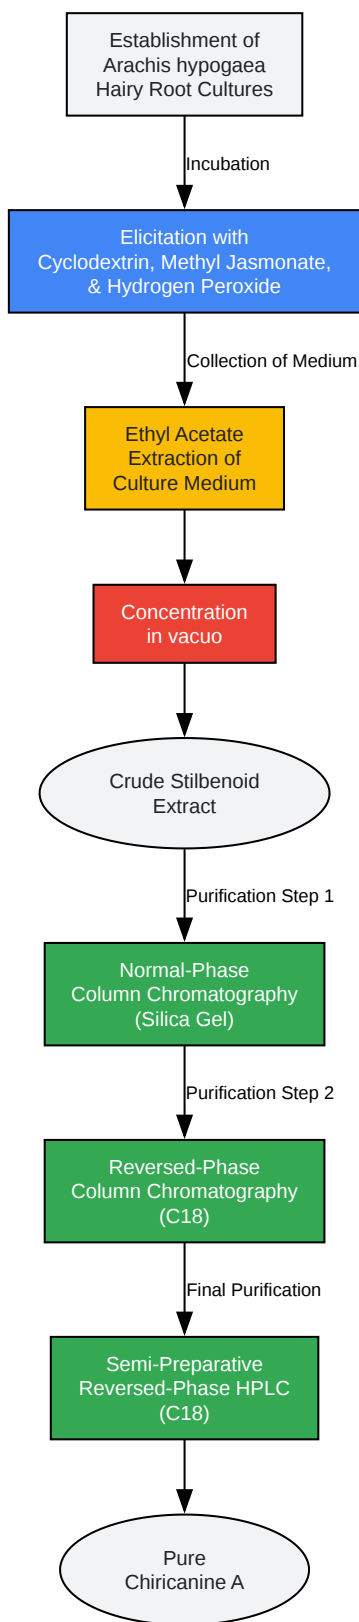 Establishment of
Arachis hypogaea
Hairy Root Cultures
Incubation
Elicitation with
Cyclodextrin, Methyl Jasmonate,
& Hydrogen Peroxide
Collection of Medium
Ethyl Acetate
Extraction of
Culture Medium
Concentration
in vacuo
Crude Stilbenoid
Extract
Purification Step 1
Normal-Phase
Column Chromatography
(Silica Gel)
Purification Step 2
Reversed-Phase
Column Chromatography
(C18)
Final Purification
Semi-Preparative
Reversed-Phase HPLC
(C18)
Pure
Chiricanine A